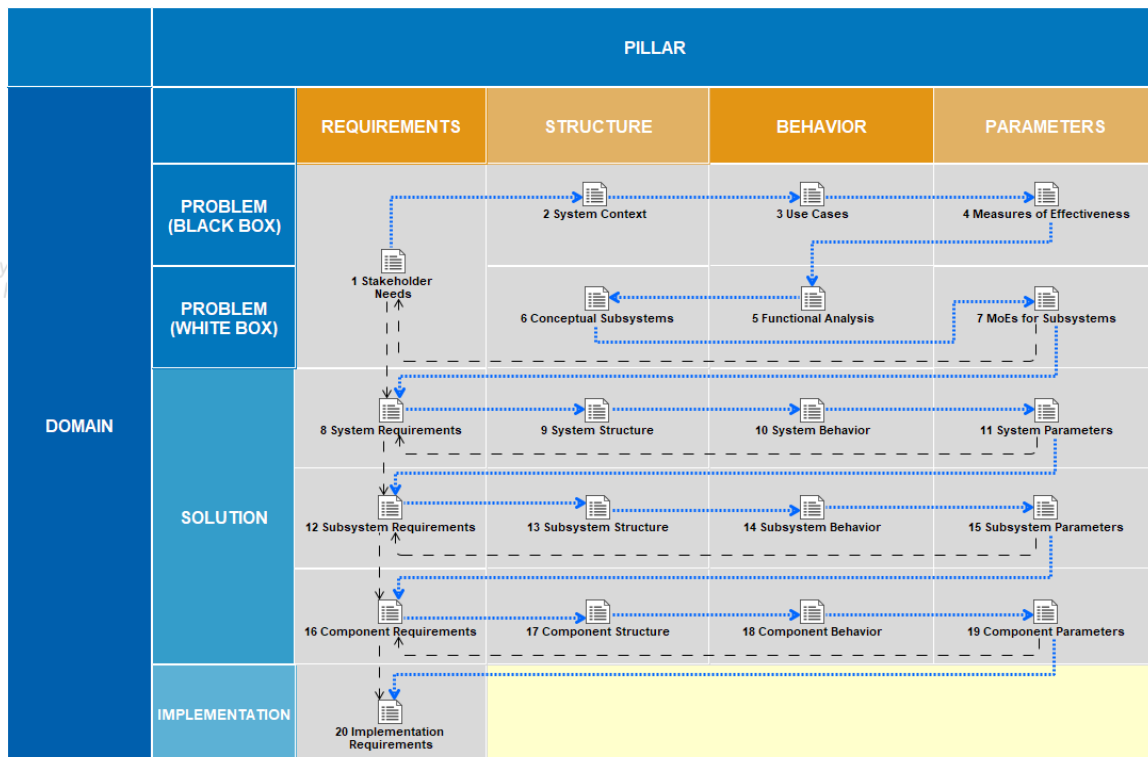 PILLAR
REQUIREMENTS
STRUCTURE
BEHAVIOR
PARAMETERS
DOMAIN
PROBLEM
(BLACK BOX)
2 System Context
3 Use Cases
4 Measures of Effectiveness
1 Stakeholder
Needs
PROBLEM
(WHITE BOX)
6 Conceptual Subsystems
5 Functional Analysis
7 MoEs for Subsystems
SOLUTION
8 System Requirements
9 System Structure
10 System Behavior
11 System Parameters
12 Subsystem Requirements
13 Subsystem Structure
14 Subsystem Behavior
15 Subsystem Parameters
16 Component Requirements
17 Component Structure
18 Component Behavior
19 Component Parameters
IMPLEMENTATION
20 Implementation
Requirements